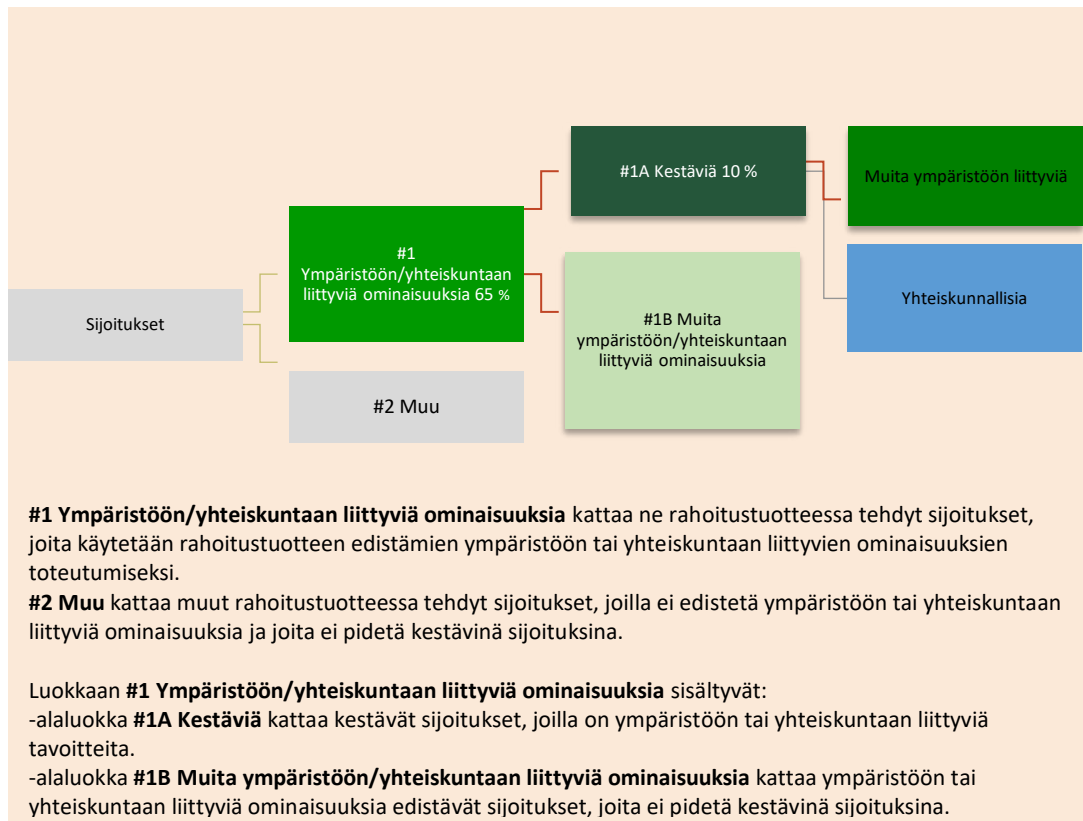 Sijoitukset
#1
Ympäristöön/yhteiskuntaan
liittyviä ominaisuuksia 65 %
#2 Muu
#1A Kestäviä 10 %
#1B Muita
ympäristöön/yhteiskuntaan
liittyviä ominaisuuksia
Muita ympäristöön liittyviä
Yhteiskunnallisia
#1 Ympäristöön/yhteiskuntaan liittyviä ominaisuuksia kattaa ne rahoitustuotteessa tehdyt sijoitukset,
joita käytetään rahoitustuotteen edistämien ympäristöön tai yhteiskuntaan liittyvien ominaisuuksien
toteutumiseksi.
#2 Muu kattaa muut rahoitustuotteessa tehdyt sijoitukset, joilla ei edistetä ympäristöön tai yhteiskuntaan
liittyviä ominaisuuksia ja joita ei pidetä kestävinä sijoituksina.
Luokkaan #1 Ympäristöön/yhteiskuntaan liittyviä ominaisuuksia sisältyvät:
-alaluokka #1A Kestäviä kattaa kestävät sijoitukset, joilla on ympäristöön tai yhteiskuntaan liittyviä
tavoitteita.
-alaluokka #1B Muita ympäristöön/yhteiskuntaan liittyviä ominaisuuksia kattaa ympäristöön tai
yhteiskuntaan liittyviä ominaisuuksia edistävät sijoitukset, joita ei pidetä kestävinä sijoituksina.